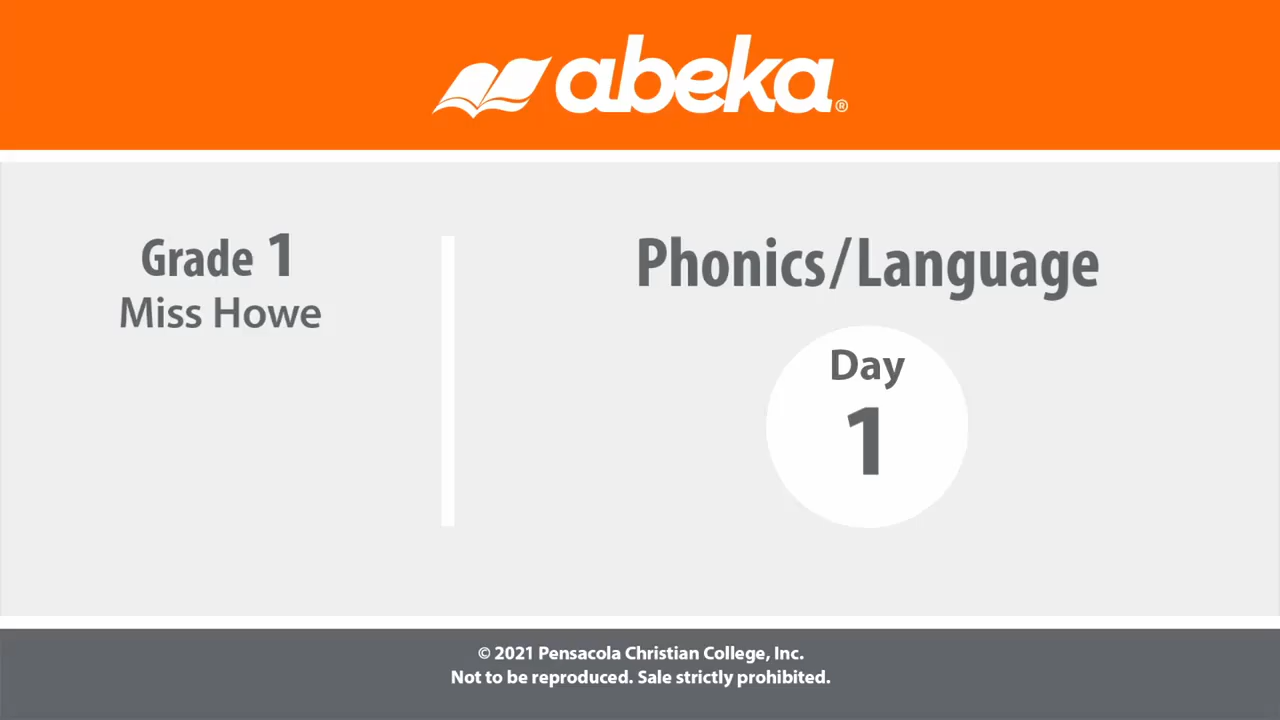 abeka®
Grade 1
Miss Howe
Phonics/Language
Day
1
© 2021 Pensacola Christian College, Inc.
Not to be reproduced. Sale strictly prohibited.